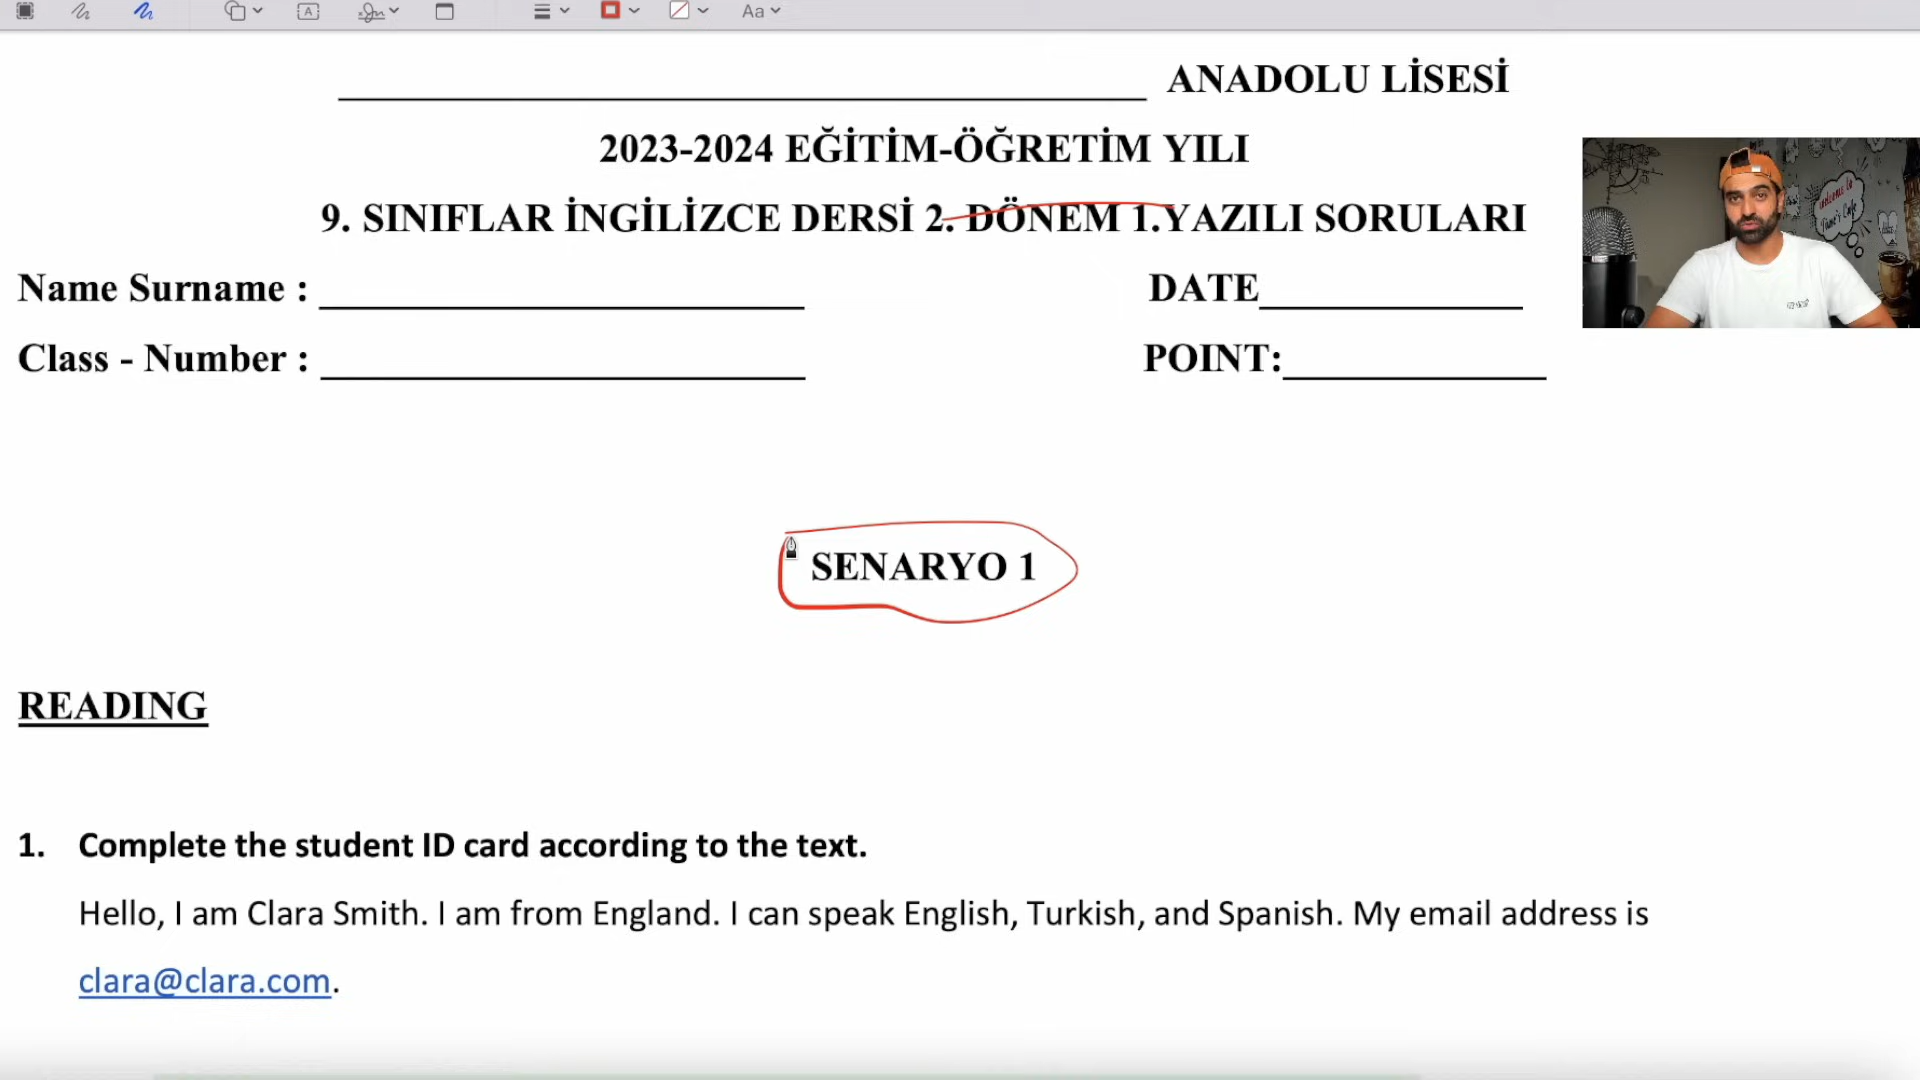 Aa
A
ANADOLU LİSESİ
2023-2024 EĞİTİM-ÖĞRETİM YILI
9. SINIFLAR İNGİLİZCE DERSİ 2. DÖNEM 1.YAZILI SORULARI
Name Surname :
DATE
Class - Number :
POINT:
SENARYO 1
READING
1. Complete the student ID card according to the text.
Hello, I am Clara Smith. I am from England. I can speak English, Turkish, and Spanish. My email address is
clara@clara.com.